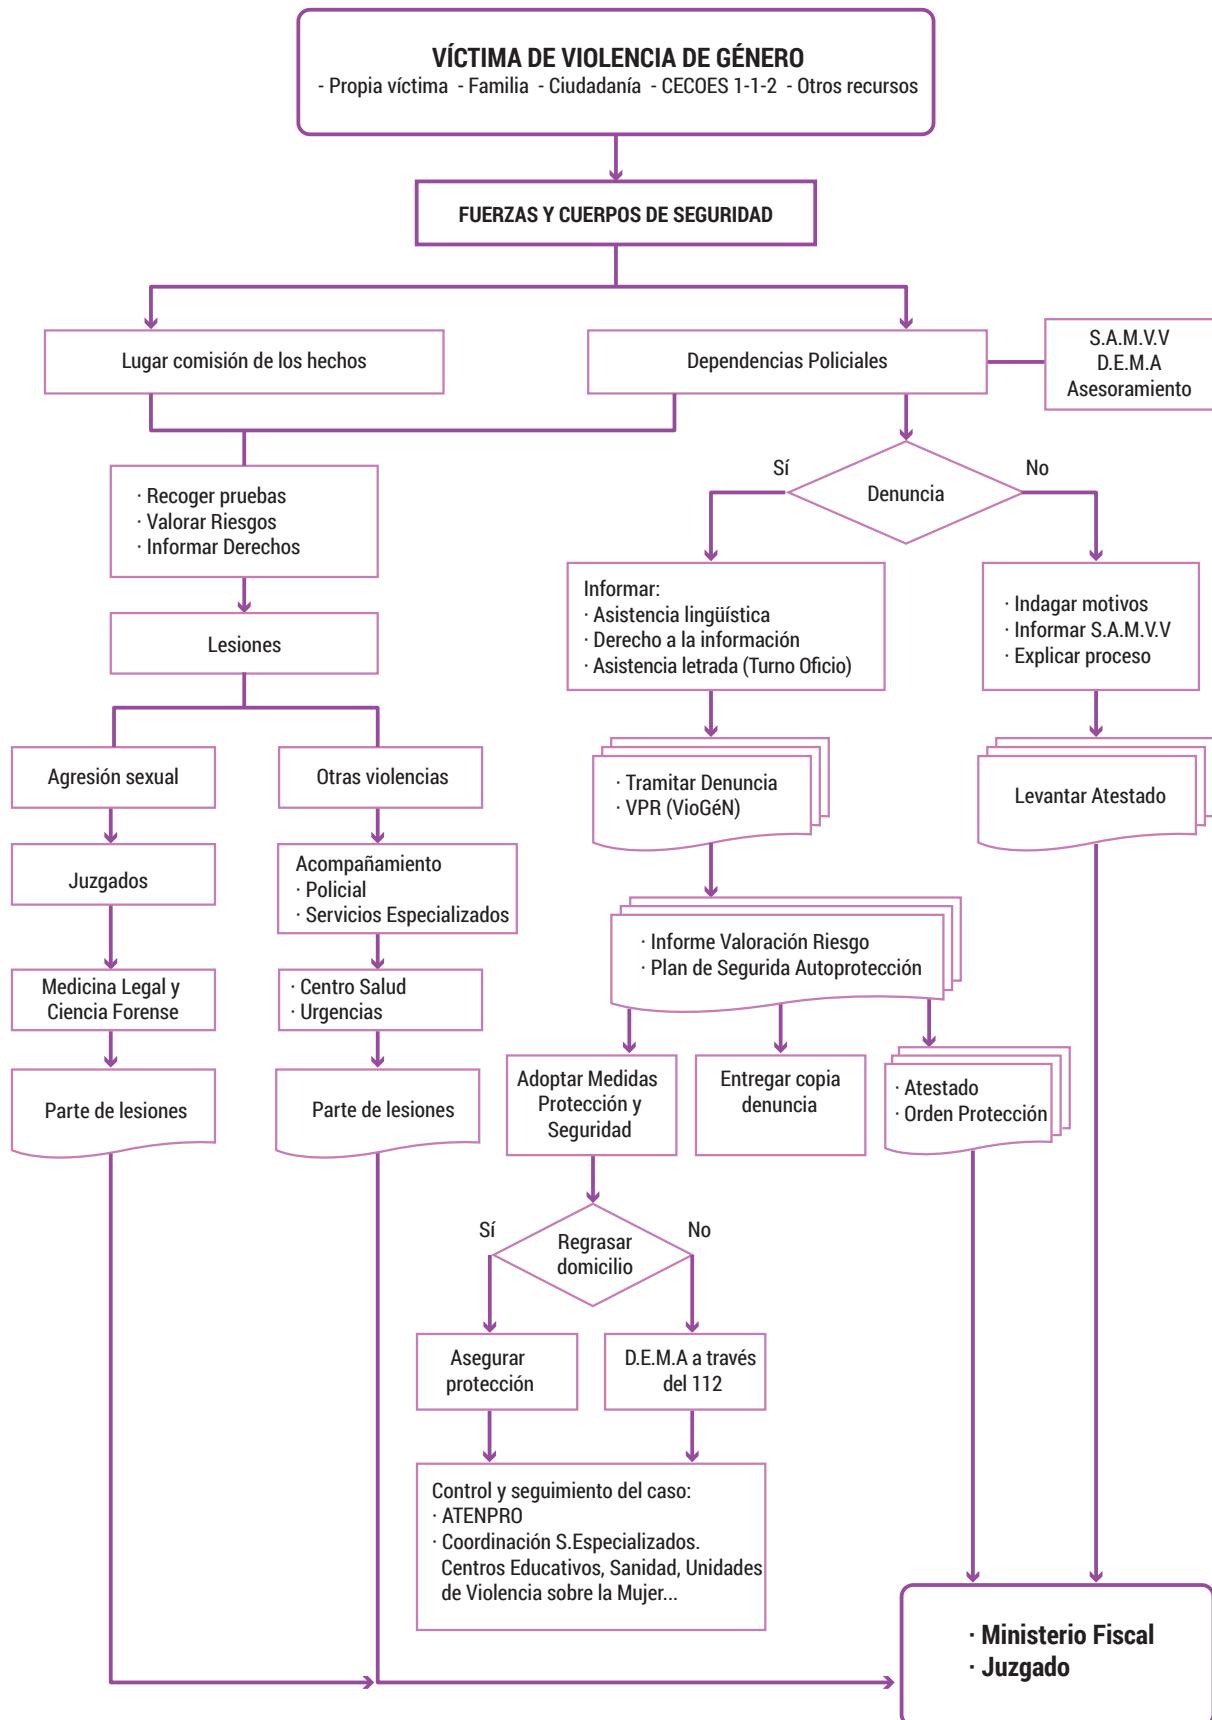 VÍCTIMA DE VIOLENCIA DE GÉNERO
- Propia víctima - Familia - Ciudadanía - CECOES 1-1-2 - Otros recursos
FUERZAS Y CUERPOS DE SEGURIDAD
Lugar comisión de los hechos
Dependencias Policiales
S.A.M.V.V
D.E.M.A
Asesoramiento
· Recoger pruebas
· Valorar Riesgos
· Informar Derechos
Sí
No
Denuncia
Lesiones
Informar:
· Asistencia lingüística
· Derecho a la información
· Asistencia letrada (Turno Oficio)
· Indagar motivos
· Informar S.A.M.V.V
· Explicar proceso
Agresión sexual
Otras violencias
· Tramitar Denuncia
· VPR (VioGéN)
Levantar Atestado
Juzgados
Acompañamiento
· Policial
· Servicios Especializados
· Informe Valoración Riesgo
· Plan de Segurida Autoprotección
Medicina Legal y
Ciencia Forense
· Centro Salud
· Urgencias
Adoptar Medidas
Protección y
Seguridad
Entregar copia
denuncia
· Atestado
· Orden Protección
Parte de lesiones
Parte de lesiones
Sí
No
Regrasar
domicilio
Asegurar
protección
D.E.M.A a través
del 112
Control y seguimiento del caso:
· ATENPRO
· Coordinación S.Especializados.
Centros Educativos, Sanidad, Unidades
de Violencia sobre la Mujer...
· Ministerio Fiscal
· Juzgado